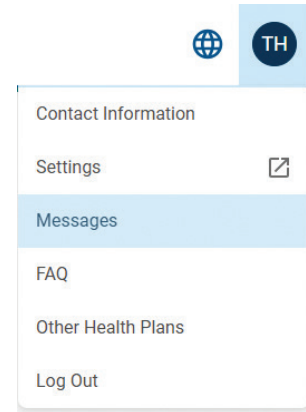 TH
Contact Information
Settings
Messages
FAQ
Other Health Plans
Log Out